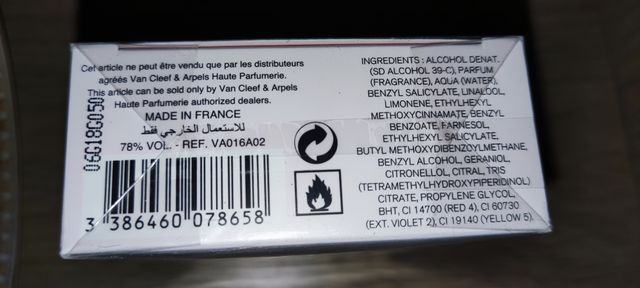 Cet article ne peut être vendu que par les distributeurs
agréés Van Cleef & Arpels Haute Parfumerie.
This article can be sold only by Van Cleef & Arpels
Haute Parfumerie authorized dealers.
MADE IN FRANCE
للاستعمال الخارجي فقط
78% VOL. - REF. VA016A02
3 386460 078658
06G18G050
INGREDIENTS : ALCOHOL DENAT.
(SD ALCOHOL 39-C), PARFUM
(FRAGRANCE), AQUA (WATER),
BENZYL SALICYLATE, LINALOOL,
LIMONENE, ETHYLHEXYL
METHOXYCINNAMATE, BENZYL
BENZOATE, FARNESOL,
ETHYLHEXYL SALICYLATE,
BUTYL METHOXYDIBENZOYLMETHANE,
BENZYL ALCOHOL, GERANIOL,
CITRONELLOL, CITRAL, TRIS
(TETRAMETHYLHYDROXYPIPERIDINOL)
CITRATE, PROPYLENE GLYCOL,
BHT, CI 14700 (RED 4), CI 60730
(EXT. VIOLET 2), CI 19140 (YELLOW 5).